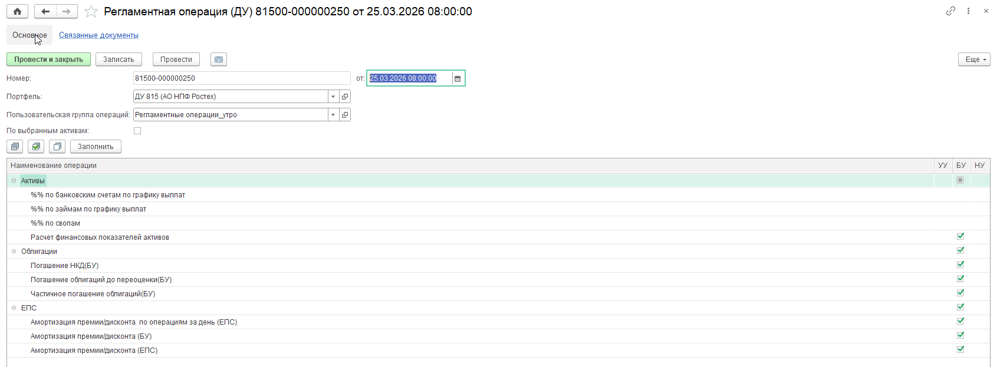 Регламентная операция (ДУ) 81500-000000250 от 25.03.2026 08:00:00
Основное Связанные документы
Провести и закрыть Записать Провести Еще
Номер: 81500-000000250 от: 25.03.2026 08:00:00
Портфель: ДУ 815 (АО НПФ Ростех)
Пользовательская группа операций: Регламентные операции_утро
По выбранным активам:
Заполнить
Наименование операции УУ БУ НУ
Активы
%% по банковским счетам по графику выплат
%% по займам по графику выплат
%% по свопам
Расчет финансовых показателей активов
Облигации
Погашение НКД(БУ)
Погашение облигаций до переоценки(БУ)
Частичное погашение облигаций(БУ)
ЕПС
Амортизация премии/дисконта  по операциям за день (ЕПС)
Амортизация премии/дисконта (БУ)
Амортизация премии/дисконта (ЕПС)